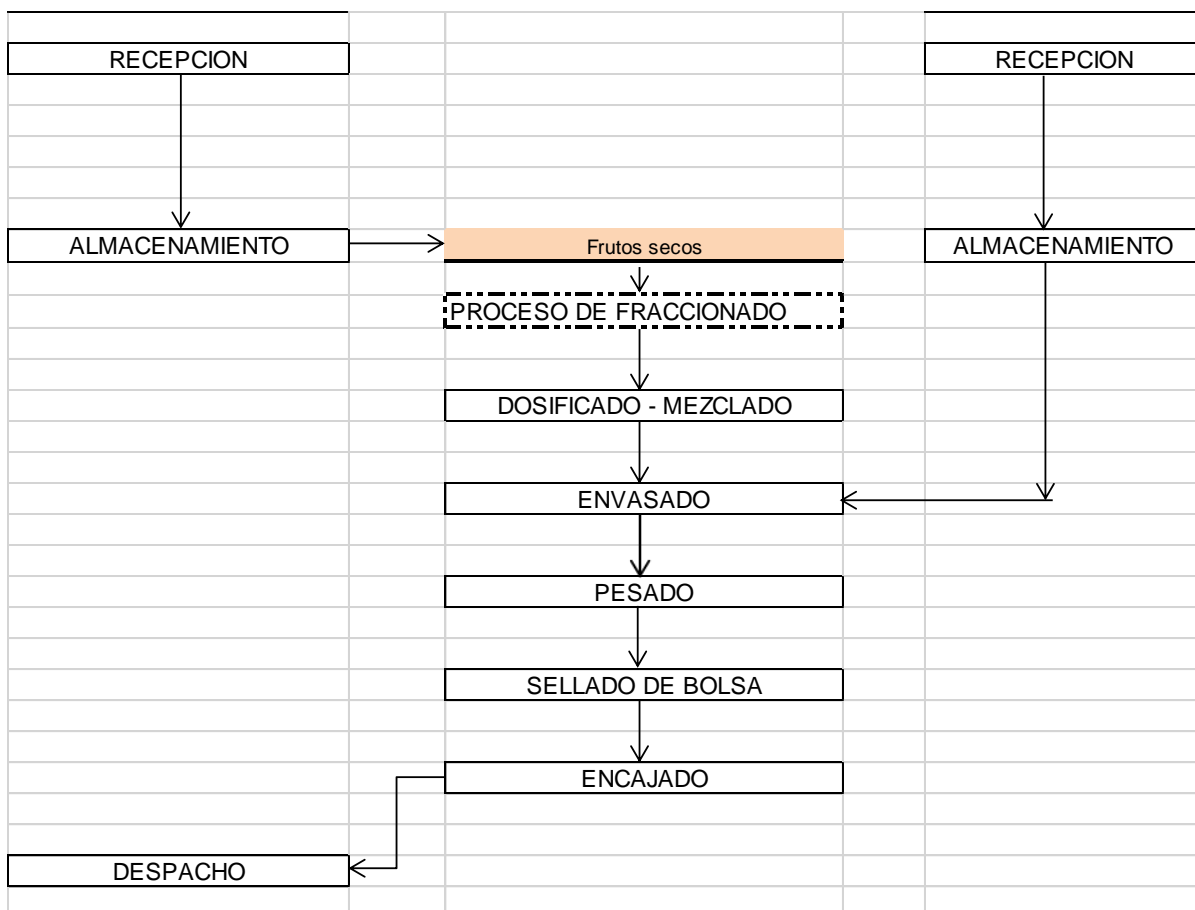 RECEPCION
RECEPCION
ALMACENAMIENTO
Frutos secos
ALMACENAMIENTO
PROCESO DE FRACCIONADO
DOSIFICADO - MEZCLADO
ENVASADO
PESADO
SELLADO DE BOLSA
ENCAJADO
DESPACHO